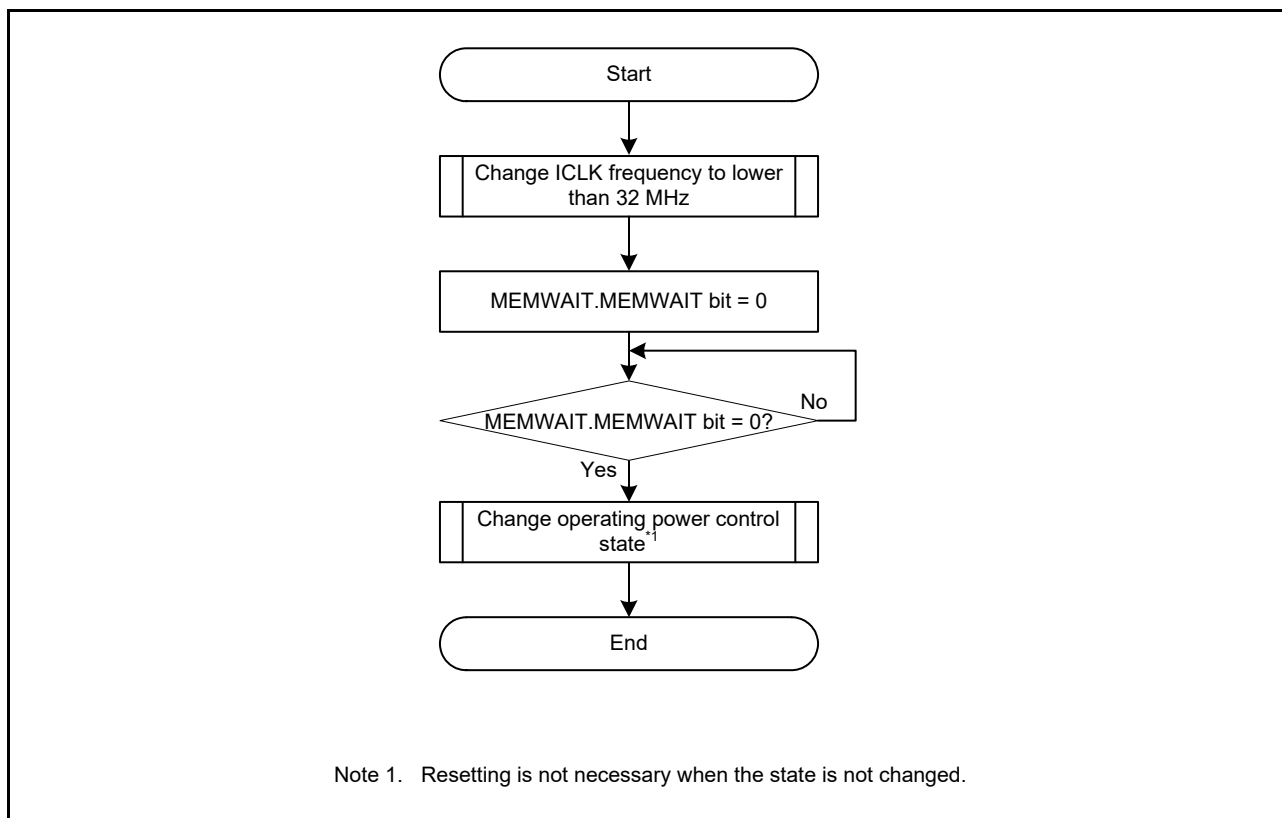 Start
Change ICLK frequency to lower
than 32 MHz
MEMWAIT.MEMWAIT bit = 0
MEMWAIT.MEMWAIT bit = 0?
No
Yes
Change operating power control
state*1
End
Note 1. Resetting is not necessary when the state is not changed.